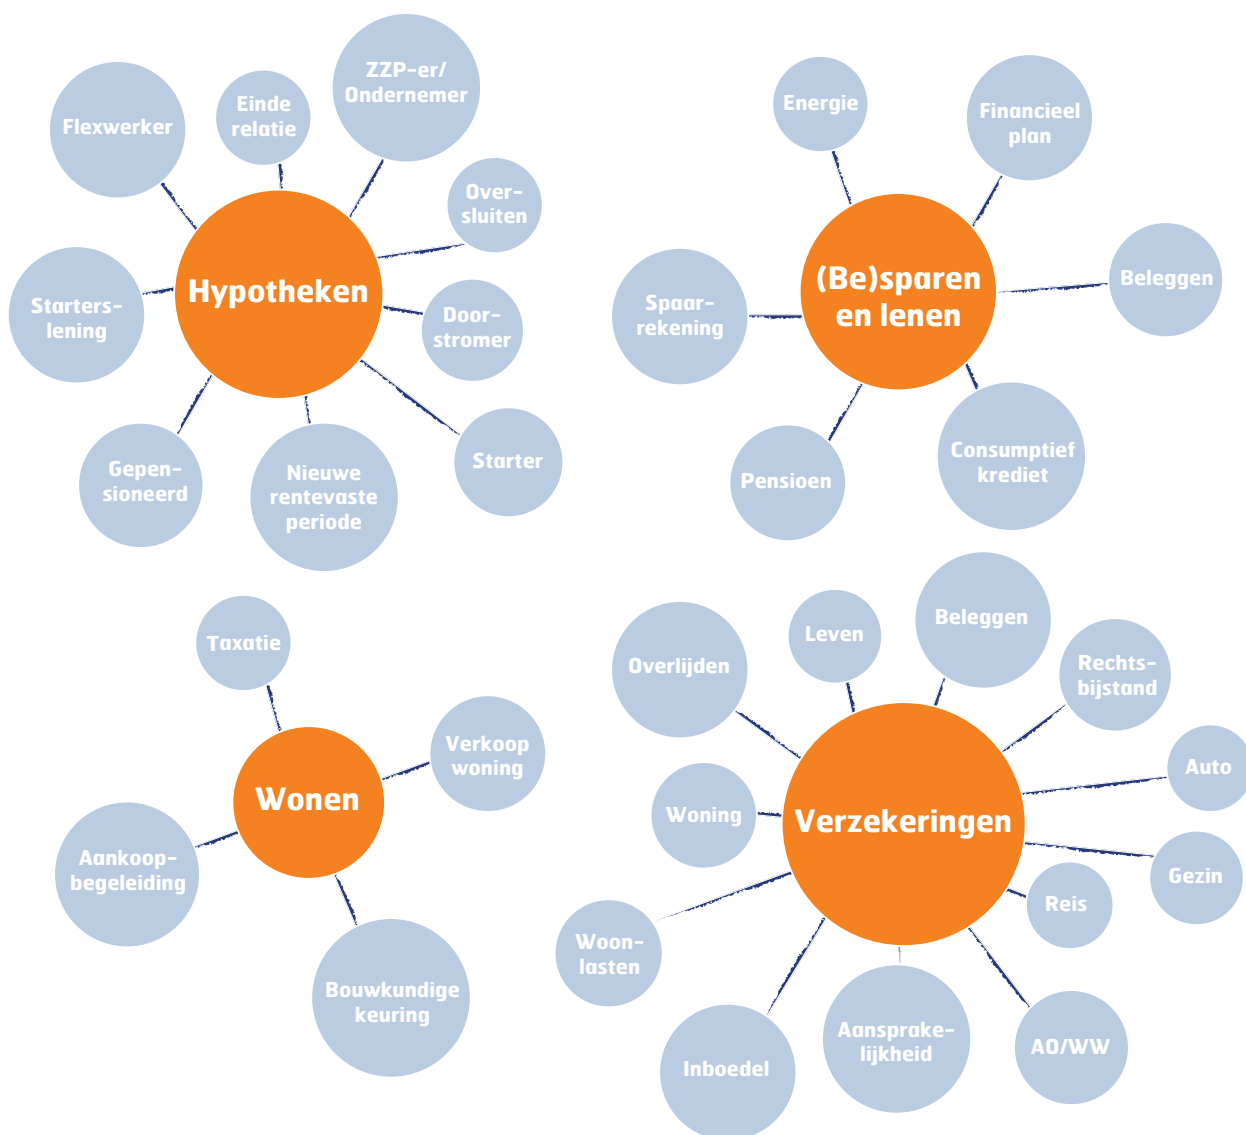 ZZP-er/
Ondernemer
Einde
relatie
Flexwerker
Over-
sluiten
Hypotheken
Starters-
lening
Door-
stromer
Starter
Gepen-
sioneerd
Nieuwe
rentevaste
periode
Energie
Financieel
plan
(Be)sparen
en lenen
Beleggen
Spaar-
rekening
Consumptief
krediet
Pensioen
Taxatie
Verkoop
woning
Wonen
Aankoop-
begeleiding
Bouwkundige
keuring
Beleggen
Leven
Overlijden
Rechts-
bijstand
Auto
Woning
Verzekeringen
Gezin
Reis
Woon-
lasten
Aansprake-
lijkheid
AO/WW
Inboedel